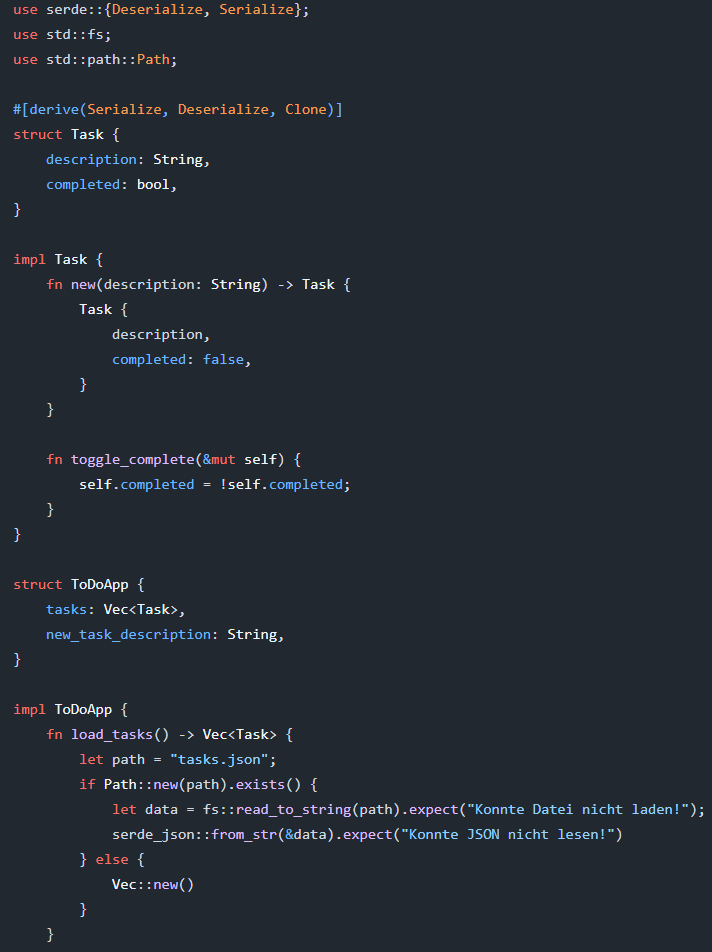 use serde::{Deserialize, Serialize};
use std::fs;
use std::path::Path;

#[derive(Serialize, Deserialize, Clone)]
struct Task {
    description: String,
    completed: bool,
}

impl Task {
    fn new(description: String) -> Task {
        Task {
            description,
            completed: false,
        }
    }

    fn toggle_complete(&mut self) {
        self.completed = !self.completed;
    }
}

struct ToDoApp {
    tasks: Vec<Task>,
    new_task_description: String,
}

impl ToDoApp {
    fn load_tasks() -> Vec<Task> {
        let path = "tasks.json";
        if Path::new(path).exists() {
            let data = fs::read_to_string(path).expect("Konnte Datei nicht laden!");
            serde_json::from_str(&data).expect("Konnte JSON nicht lesen!")
        } else {
            Vec::new()
        }
    }